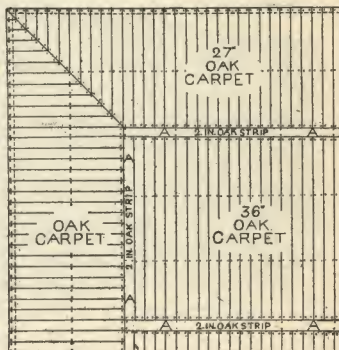 27"
OAK
CARPET
A 2 IN. OAK STRIP A
A
2 IN. OAK STRIP
A
OAK
CARPET
36"
OAK
CARPET
A 2 IN. OAK STRIP A